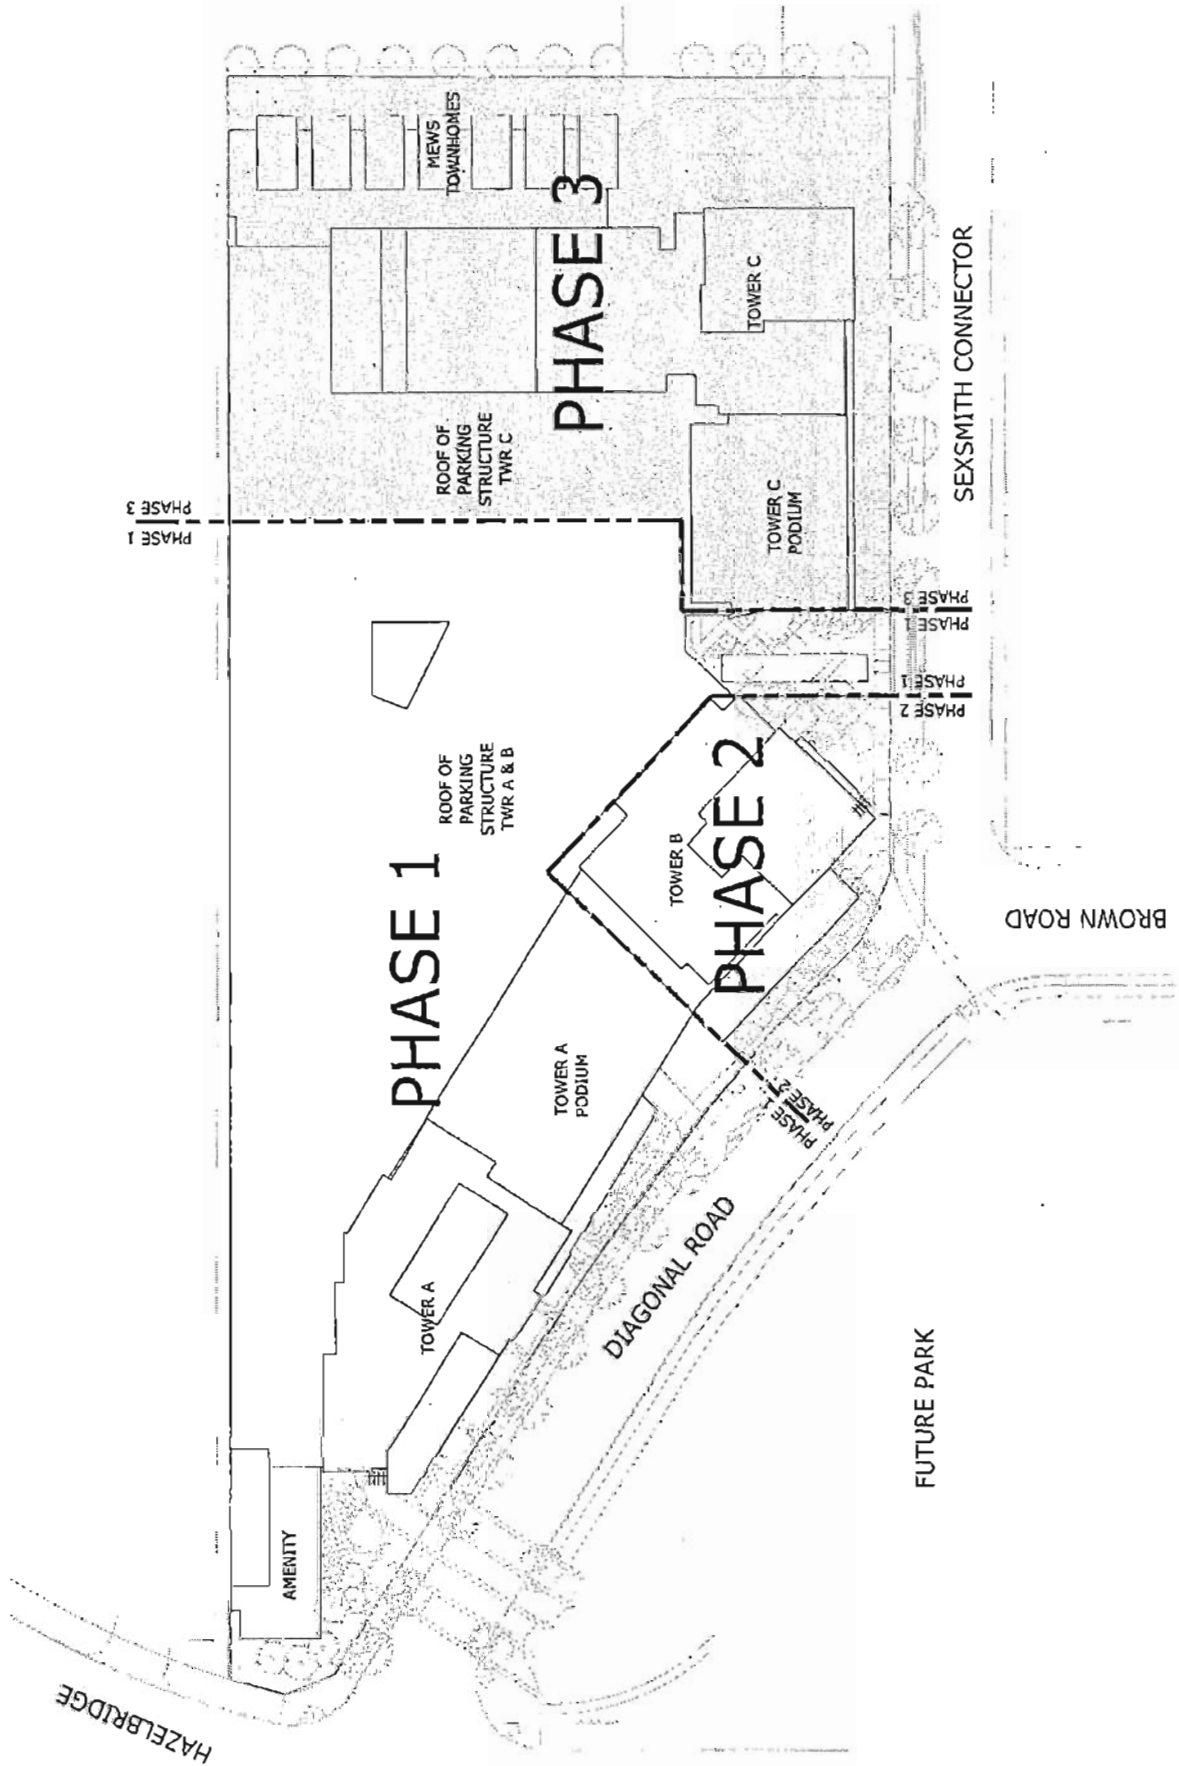 MEWS
TOWNHOMES
PHASE 3
TOWER C
ROOF OF
PARKING
STRUCTURE
TWR C
TOWER C
PODIUM
SEXSMITH CONNECTOR
PHASE 3
PHASE 1
PHASE 3
PHASE 1
PHASE 1
PHASE 2
ROOF OF
PARKING
STRUCTURE
TWR A & B
PHASE 1
TOWER B
PHASE 2
BROWN ROAD
TOWER A
PODIUM
PHASE 1
PHASE 2
TOWER A
DIAGONAL ROAD
FUTURE PARK
AMENITY
HAZELBRIDGE